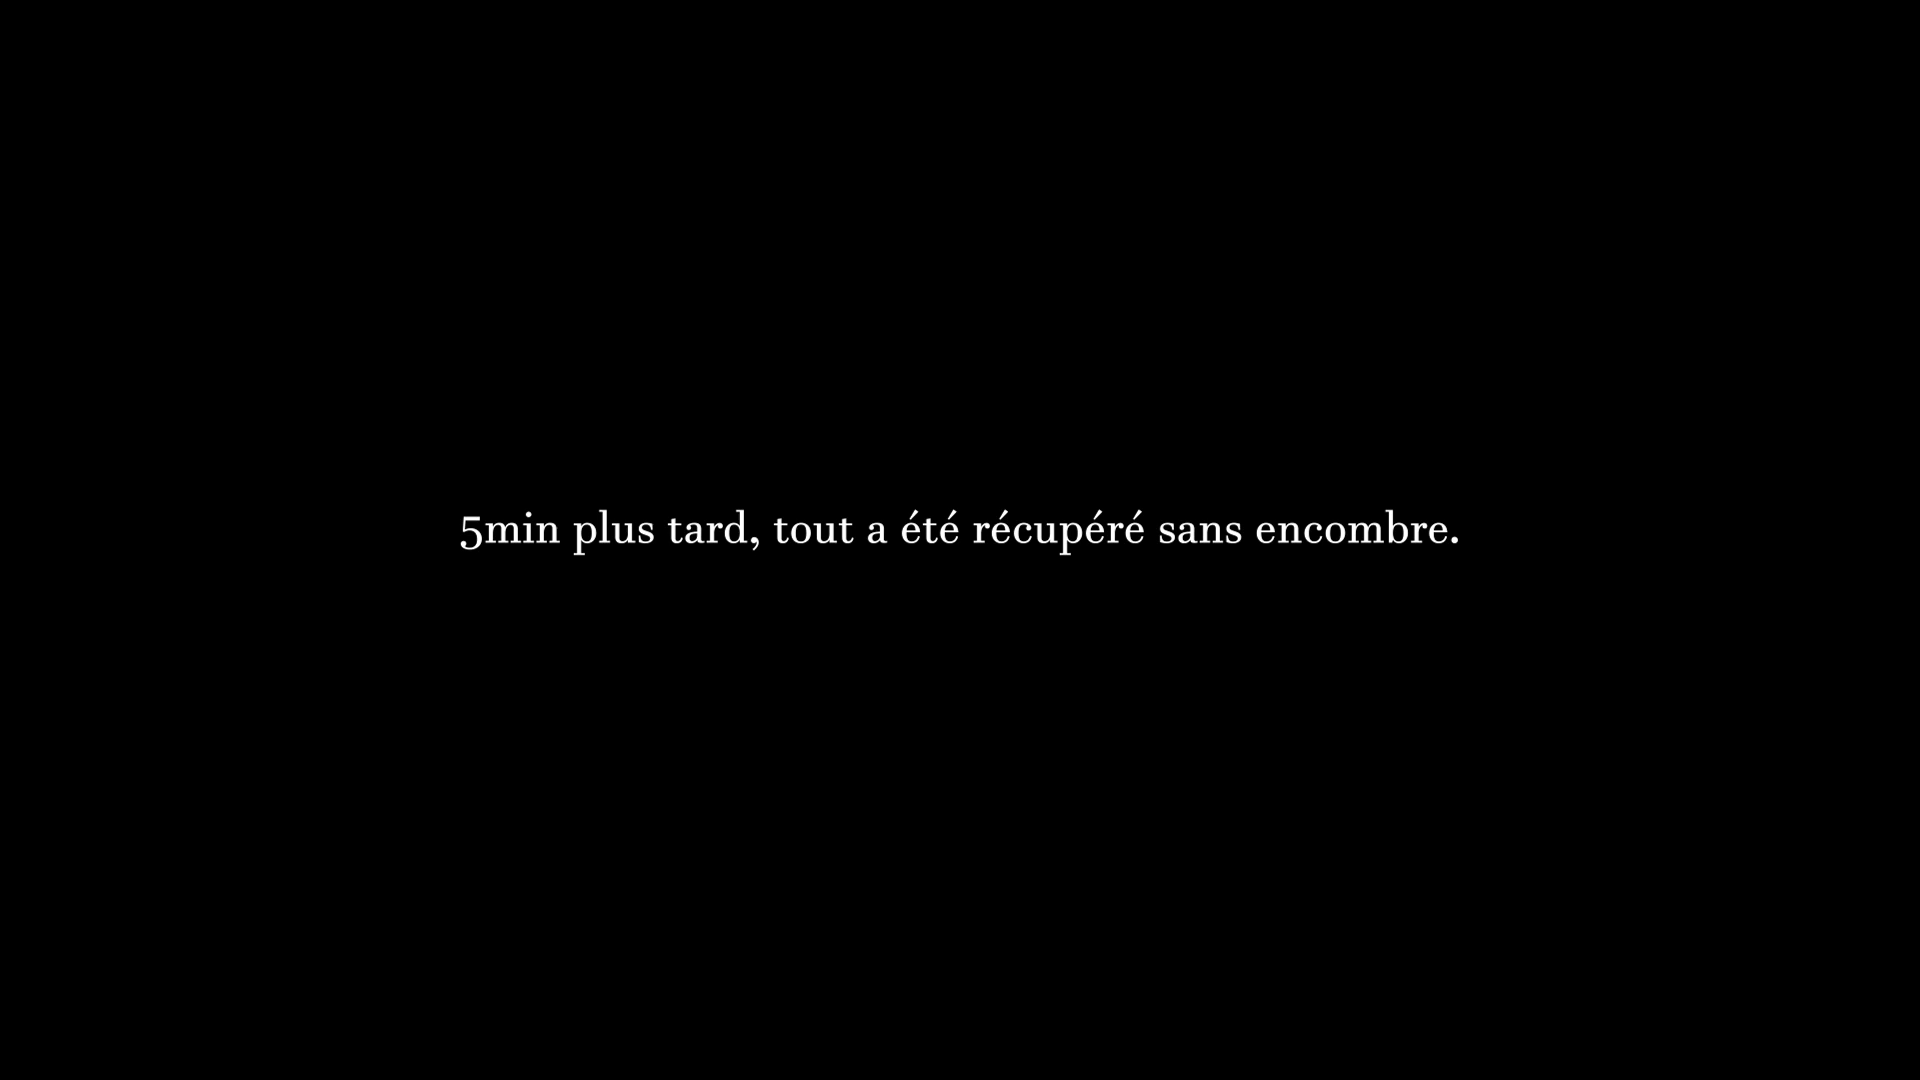 5min plus tard, tout a été récupéré sans encombre.